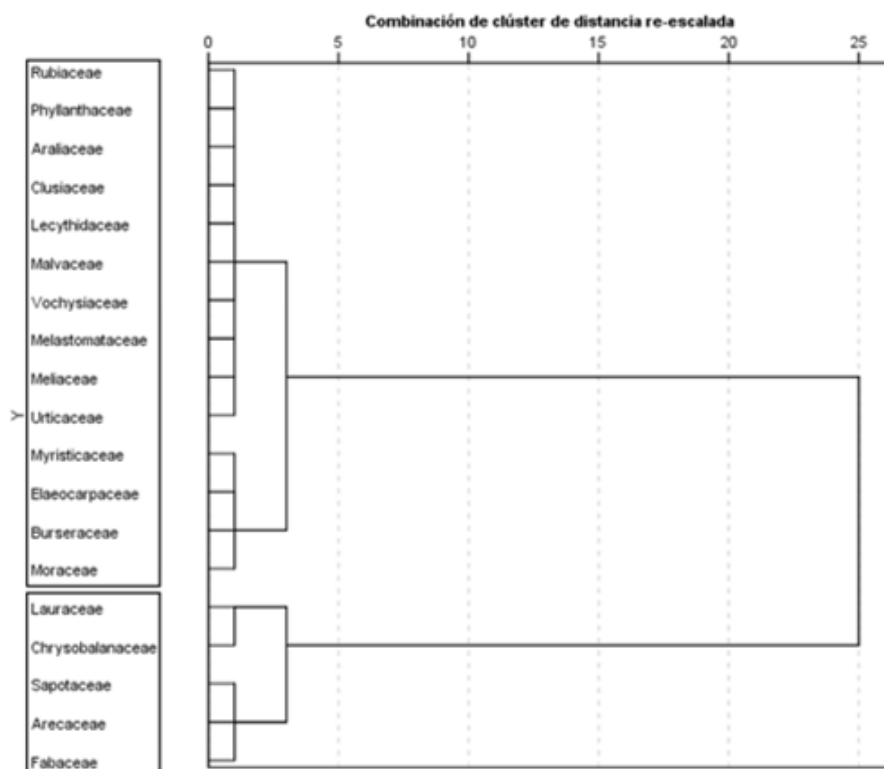 Combinación de clúster de distancia re-escalada
0 5 10 15 20 25
Rubiaceae
Phyllanthaceae
Araliaceae
Clusiaceae
Lecythidaceae
Malvaceae
Vochysiaceae
Melastomataceae
Meliaceae
Y
Urticaceae
Myristicaceae
Elaeocarpaceae
Burseraceae
Moraceae
Lauraceae
Chrysobalanaceae
Sapotaceae
Arecaceae
Fabaceae